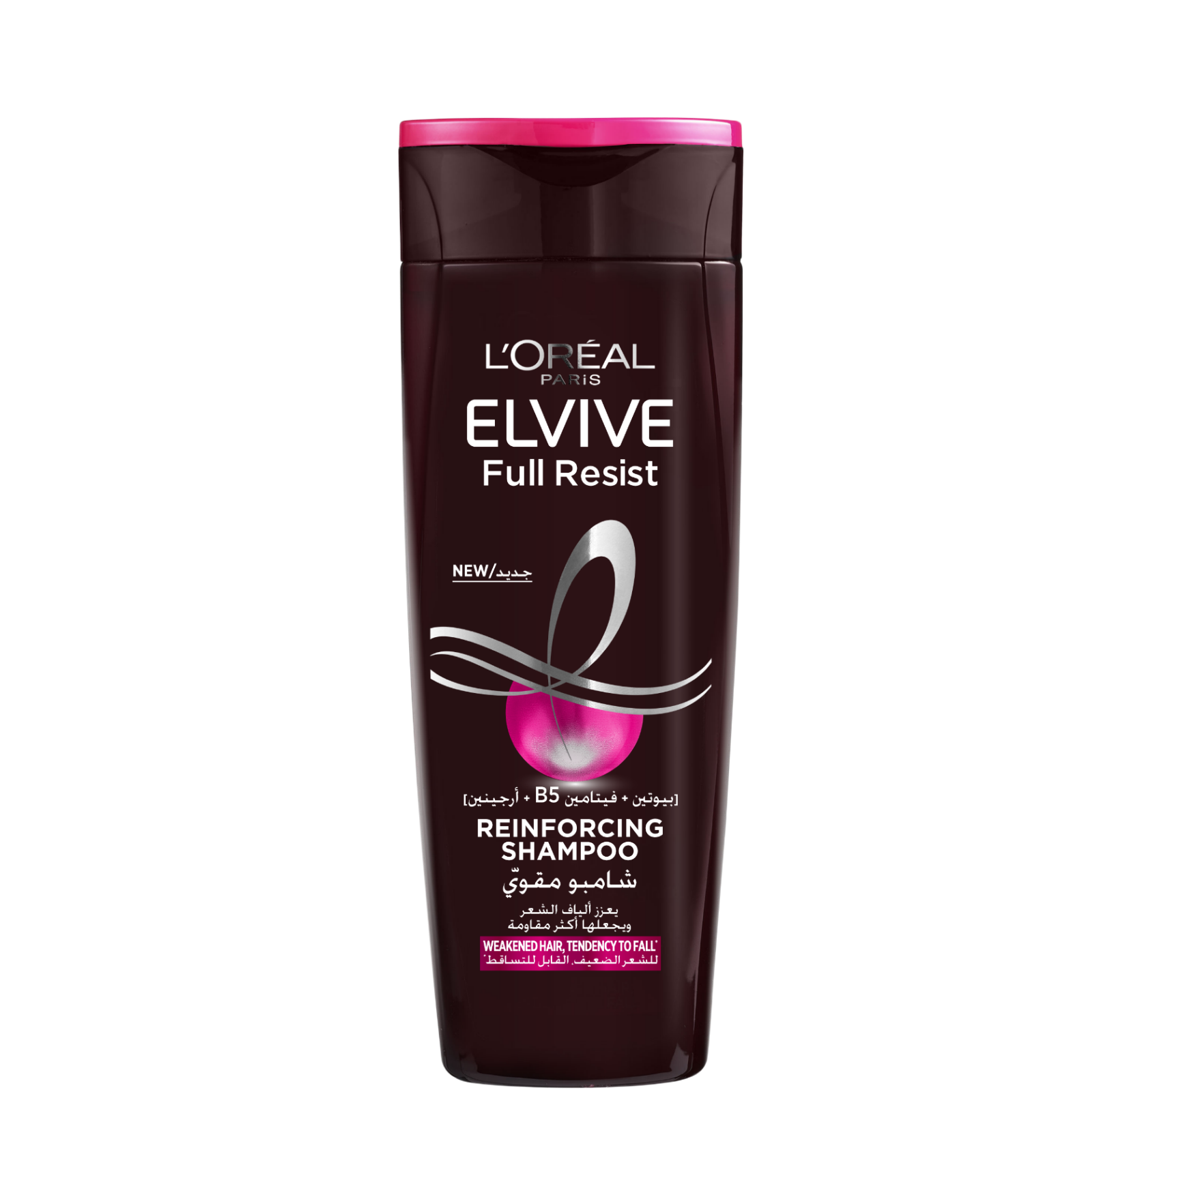 L'ORÉAL
PARIS
ELVIVE
Full Resist
NEW/جديد
[بيوتين + فيتامين B5 + أرجينين]
REINFORCING
SHAMPOO
شامبو مقوّي
يعزز ألياف الشعر
ويجعلها أكثر مقاومة
WEAKENED HAIR, TENDENCY TO FALL*
للشعر الضعيف، القابل للتساقط*